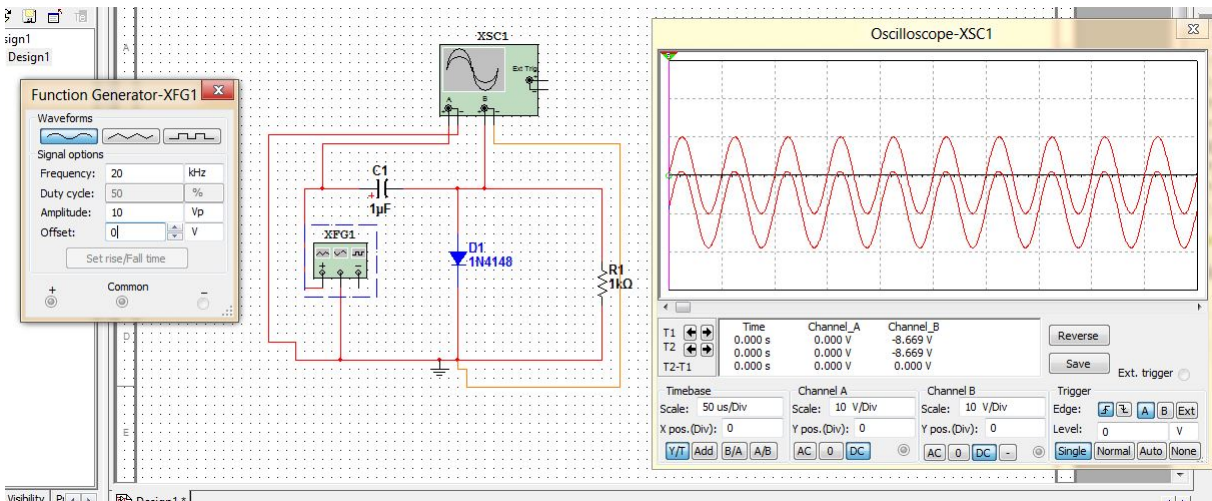 sign1
Design1
Function Generator-XFG1
Waveforms
Signal options
Frequency: 20 kHz
Duty cycle: 50 %
Amplitude: 10 Vp
Offset: 0 V
Set rise/Fall time
+ Common -
A
D
E
XSC1
Ext Trig
A B
C1
+
1µF
XFG1
D1
1N4148
R1
1kΩ
Oscilloscope-XSC1
Time Channel_A Channel_B
T1 0.000 s 0.000 V -8.669 V
T2 0.000 s 0.000 V -8.669 V
T2-T1 0.000 s 0.000 V 0.000 V
Reverse
Save
Ext. trigger
Timebase
Scale: 50 us/Div
X pos.(Div): 0
Y/T Add B/A A/B
Channel A
Scale: 10 V/Div
Y pos.(Div): 0
AC 0 DC
Channel B
Scale: 10 V/Div
Y pos.(Div): 0
AC 0 DC -
Trigger
Edge: A B Ext
Level: 0 V
Single Normal Auto None
Visibility
Design1*